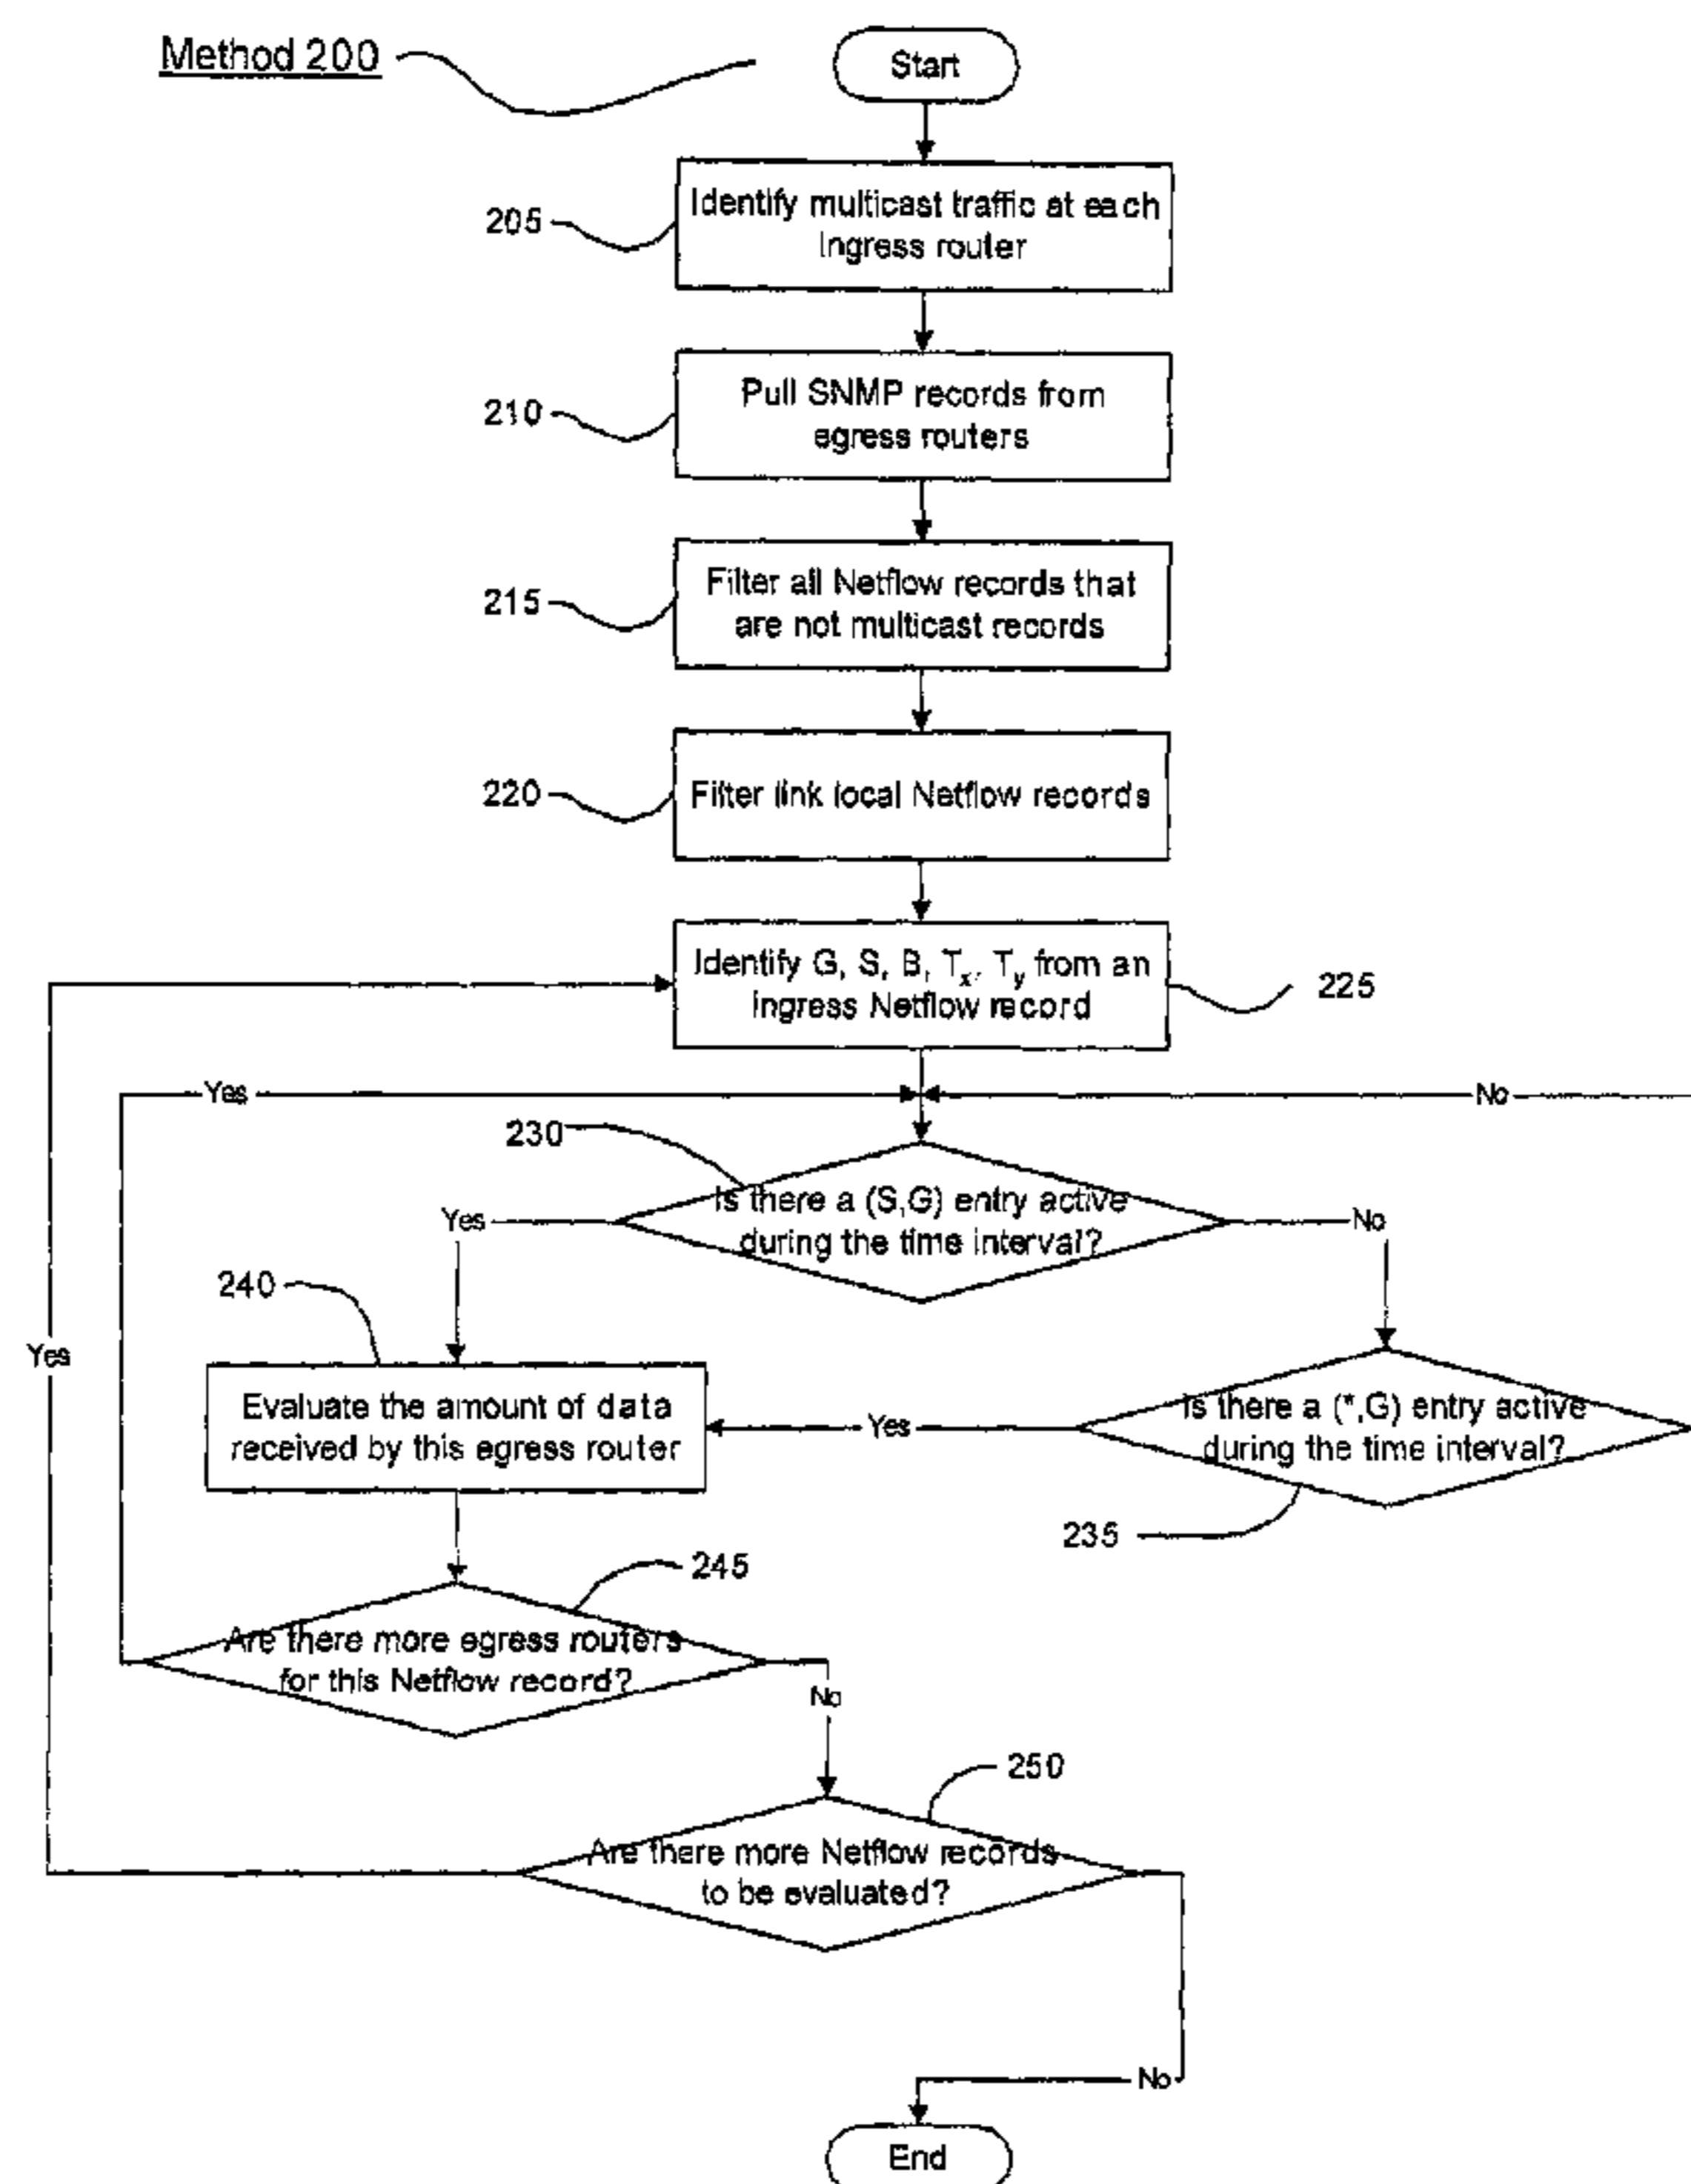 Method 200
Start
205
Identify multicast traffic at each
Ingress router
210
Pull SNMP records from
egress routers
215
Filter all Netflow records that
are not multicast records
220
Filter link local Netflow records
Identify G, S, B, Tx, Ty from an
ingress Netflow record
225
Yes
No
230
Is there a (S,G) entry active
during the time interval?
Yes
No
240
Yes
Evaluate the amount of data
received by this egress router
Yes
Is there a (*,G) entry active
during the time interval?
235
245
Are there more egress routers
for this Netflow record?
No
250
Are there more Netflow records
to be evaluated?
No
End